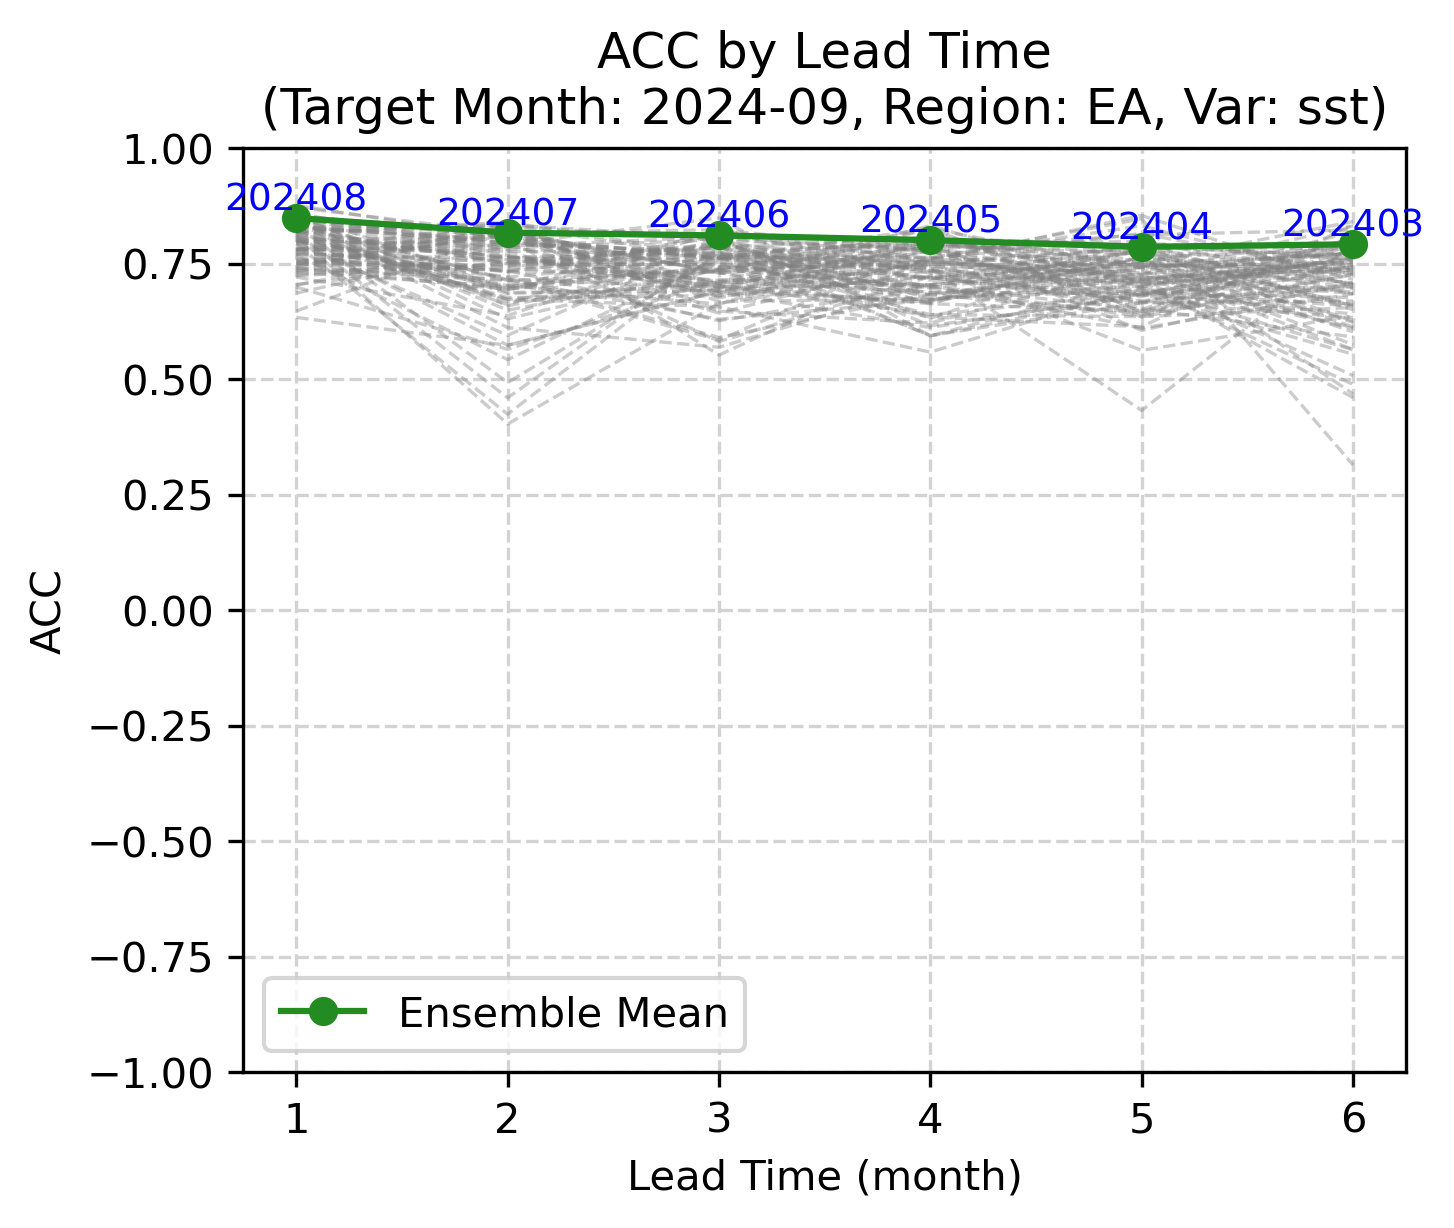 ACC by Lead Time
(Target Month: 2024-09, Region: EA, Var: sst)
1.00
0.75
0.50
0.25
0.00
−0.25
−0.50
−0.75
−1.00
ACC
202408
202407
202406
202405
202404
202403
Ensemble Mean
1 2 3 4 5 6
Lead Time (month)